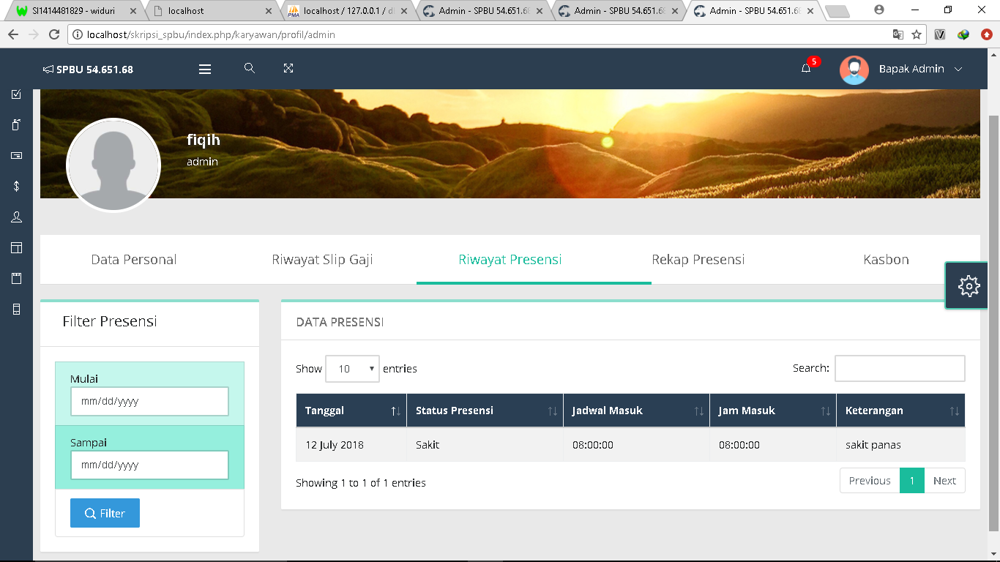 SI1414481829 - widuri
localhost
localhost / 127.0.0.1 / d
Admin - SPBU 54.651.68
Admin - SPBU 54.651.68
Admin - SPBU 54.651.68
localhost/skripsi_spbu/index.php/karyawan/profil/admin
SPBU 54.651.68
5
Bapak Admin
fiqih
admin
Data Personal
Riwayat Slip Gaji
Riwayat Presensi
Rekap Presensi
Kasbon
Filter Presensi
Mulai
mm/dd/yyyy
Sampai
mm/dd/yyyy
Filter
DATA PRESENSI
Show 10 entries
Search:
Tanggal Status Presensi Jadwal Masuk Jam Masuk Keterangan
12 July 2018 Sakit 08:00:00 08:00:00 sakit panas
Showing 1 to 1 of 1 entries
Previous 1 Next